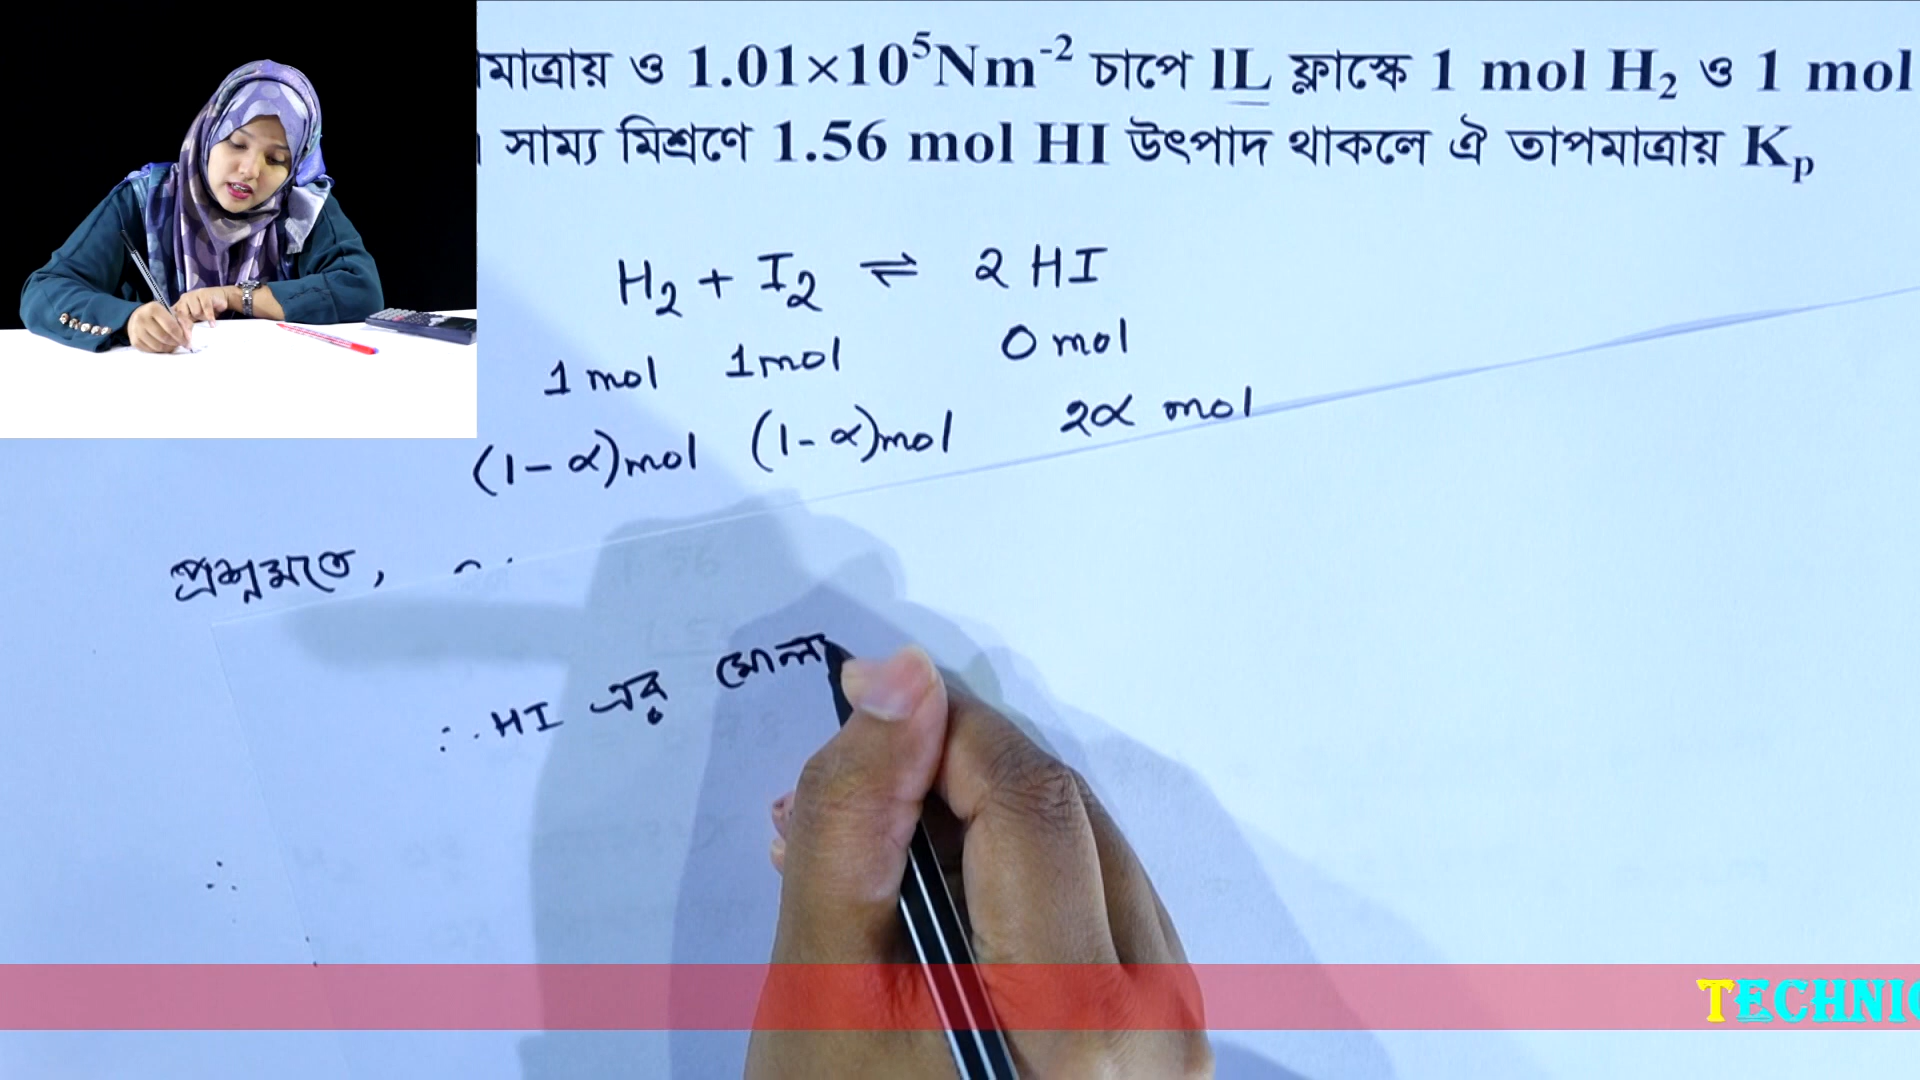 মাত্রায় ও 1.01×10⁵Nm⁻² চাপে 1L ফ্লাস্কে 1 mol H₂ ও 1 mol
সাম্য মিশ্রণে 1.56 mol HI উৎপাদ থাকলে ঐ তাপমাত্রায় Kₚ
H₂ + I₂ ⇌ 2 HI
1 mol 1 mol 0 mol
(1-α)mol (1-α)mol 2α mol
প্রশ্নমতে,
∴ HI এর মোল
∴
TECHNI